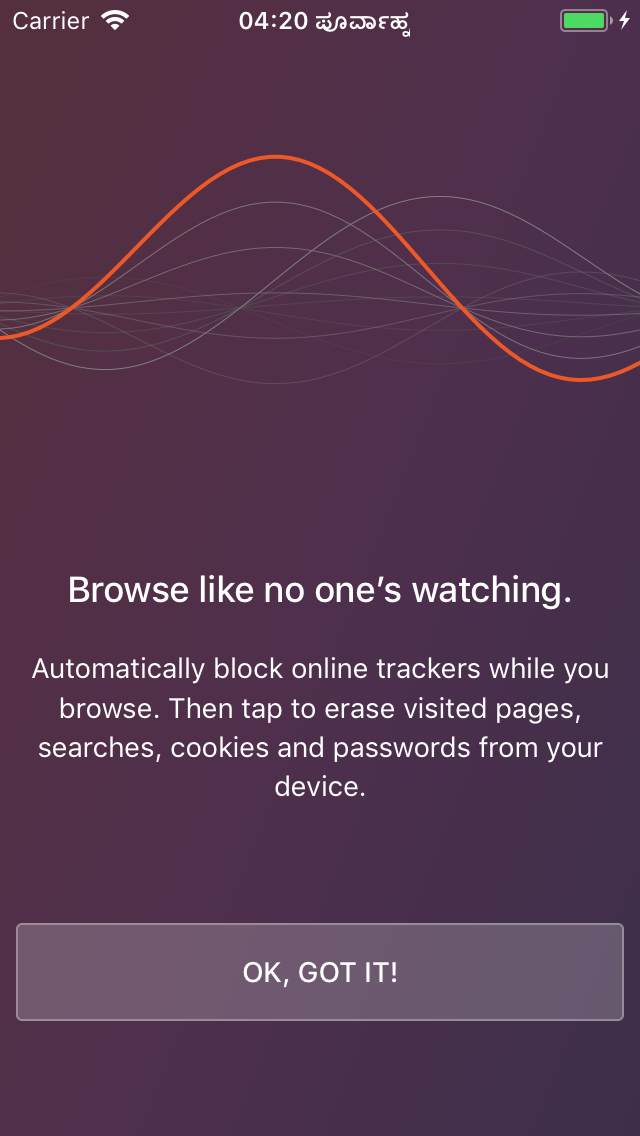 Carrier 04:20 ಪೂರ್ವಾಹ್ನ
Browse like no one’s watching.
Automatically block online trackers while you
browse. Then tap to erase visited pages,
searches, cookies and passwords from your
device.
OK, GOT IT!